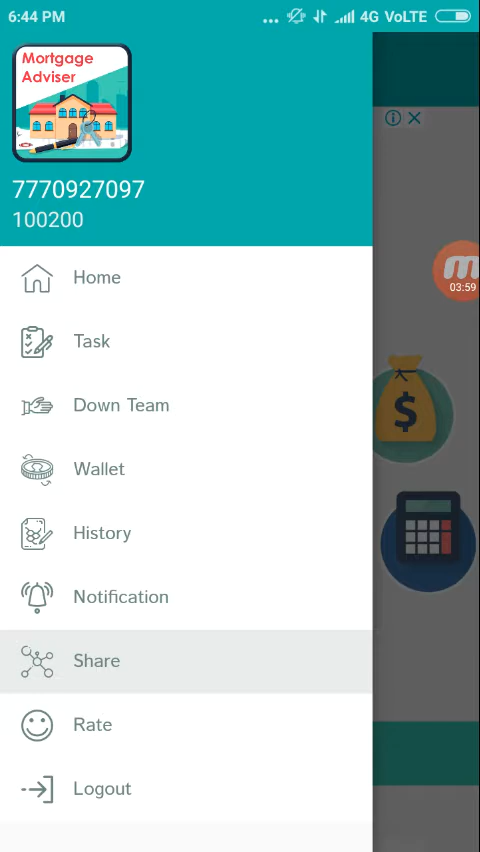 6:44 PM
... 4G VoLTE
Mortgage
Adviser
7770927097
100200
03:59
Home
Task
Down Team
$
Wallet
History
Notification
Share
Rate
Logout